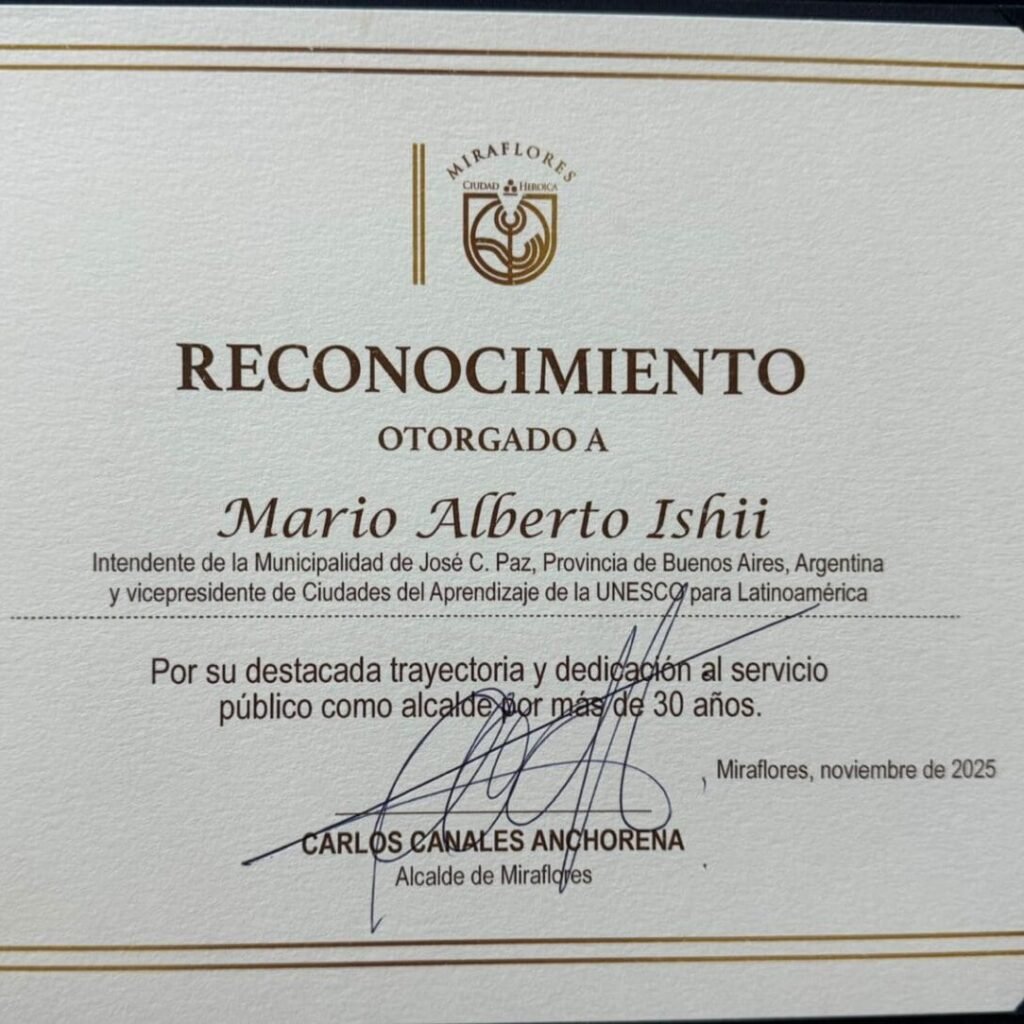 MIRAFLORES
CIUDAD HEROICA
RECONOCIMIENTO
OTORGADO A
Mario Alberto Ishii
Intendente de la Municipalidad de José C. Paz, Provincia de Buenos Aires, Argentina
y vicepresidente de Ciudades del Aprendizaje de la UNESCO para Latinoamérica
Por su destacada trayectoria y dedicación al servicio
público como alcalde por más de 30 años.
Miraflores, noviembre de 2025
CARLOS CANALES ANCHORENA
Alcalde de Miraflores